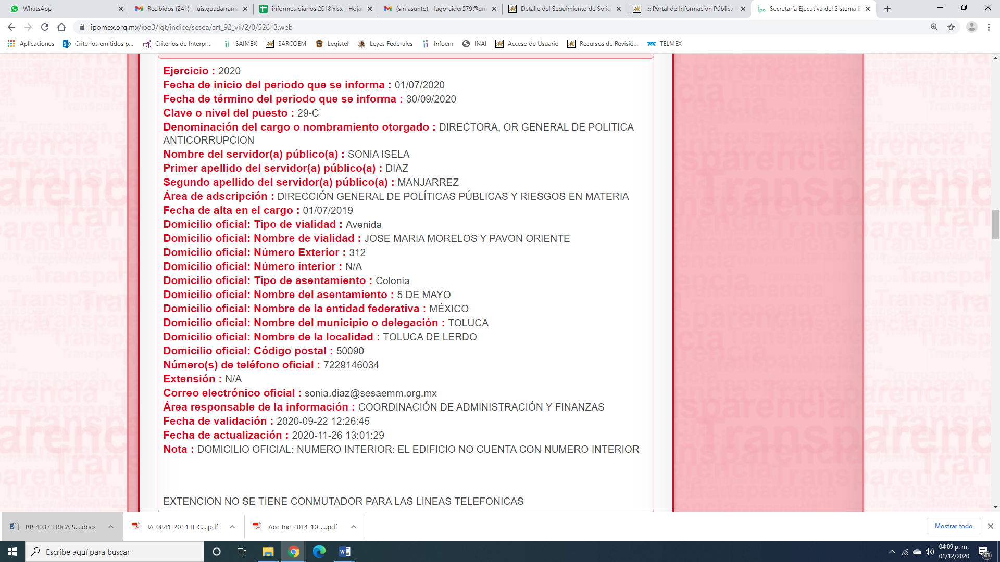 WhatsApp
Recibidos (241) - luis.guadarrama
informes diarios 2018.xlsx - Hoja
(sin asunto) - lagoraider579@gm
Detalle del Seguimiento de Solici
..:: Portal de Información Pública
Secretaría Ejecutiva del Sistema E
ipomex.org.mx/ipo3/lgt/indice/sesea/art_92_vii/2/0/52613.web
Aplicaciones
Criterios emitidos p...
Criterios de Interpr...
SAIMEX
SARCOEM
Legistel
Leyes Federales
Infoem
INAI
Acceso de Usuario
Recursos de Revisió...
TELMEX
Ejercicio : 2020
Fecha de inicio del periodo que se informa : 01/07/2020
Fecha de término del periodo que se informa : 30/09/2020
Clave o nivel del puesto : 29-C
Denominación del cargo o nombramiento otorgado : DIRECTORA, OR GENERAL DE POLITICA
ANTICORRUPCION
Nombre del servidor(a) público(a) : SONIA ISELA
Primer apellido del servidor(a) público(a) : DIAZ
Segundo apellido del servidor(a) público(a) : MANJARREZ
Área de adscripción : DIRECCIÓN GENERAL DE POLÍTICAS PÚBLICAS Y RIESGOS EN MATERIA
Fecha de alta en el cargo : 01/07/2019
Domicilio oficial: Tipo de vialidad : Avenida
Domicilio oficial: Nombre de vialidad : JOSE MARIA MORELOS Y PAVON ORIENTE
Domicilio oficial: Número Exterior : 312
Domicilio oficial: Número interior : N/A
Domicilio oficial: Tipo de asentamiento : Colonia
Domicilio oficial: Nombre del asentamiento : 5 DE MAYO
Domicilio oficial: Nombre de la entidad federativa : MÉXICO
Domicilio oficial: Nombre del municipio o delegación : TOLUCA
Domicilio oficial: Nombre de la localidad : TOLUCA DE LERDO
Domicilio oficial: Código postal : 50090
Número(s) de teléfono oficial : 7229146034
Extensión : N/A
Correo electrónico oficial : sonia.diaz@sesaemm.org.mx
Área responsable de la información : COORDINACIÓN DE ADMINISTRACIÓN Y FINANZAS
Fecha de validación : 2020-09-22 12:26:45
Fecha de actualización : 2020-11-26 13:01:29
Nota : DOMICILIO OFICIAL: NUMERO INTERIOR: EL EDIFICIO NO CUENTA CON NUMERO INTERIOR
EXTENCION NO SE TIENE CONMUTADOR PARA LAS LINEAS TELEFONICAS
RR 4037 TRICA S....docx
JA-0841-2014-II_C....pdf
Acc_Inc_2014_10_....pdf
Mostrar todo
Escribe aquí para buscar
04:09 p. m.
01/12/2020
41